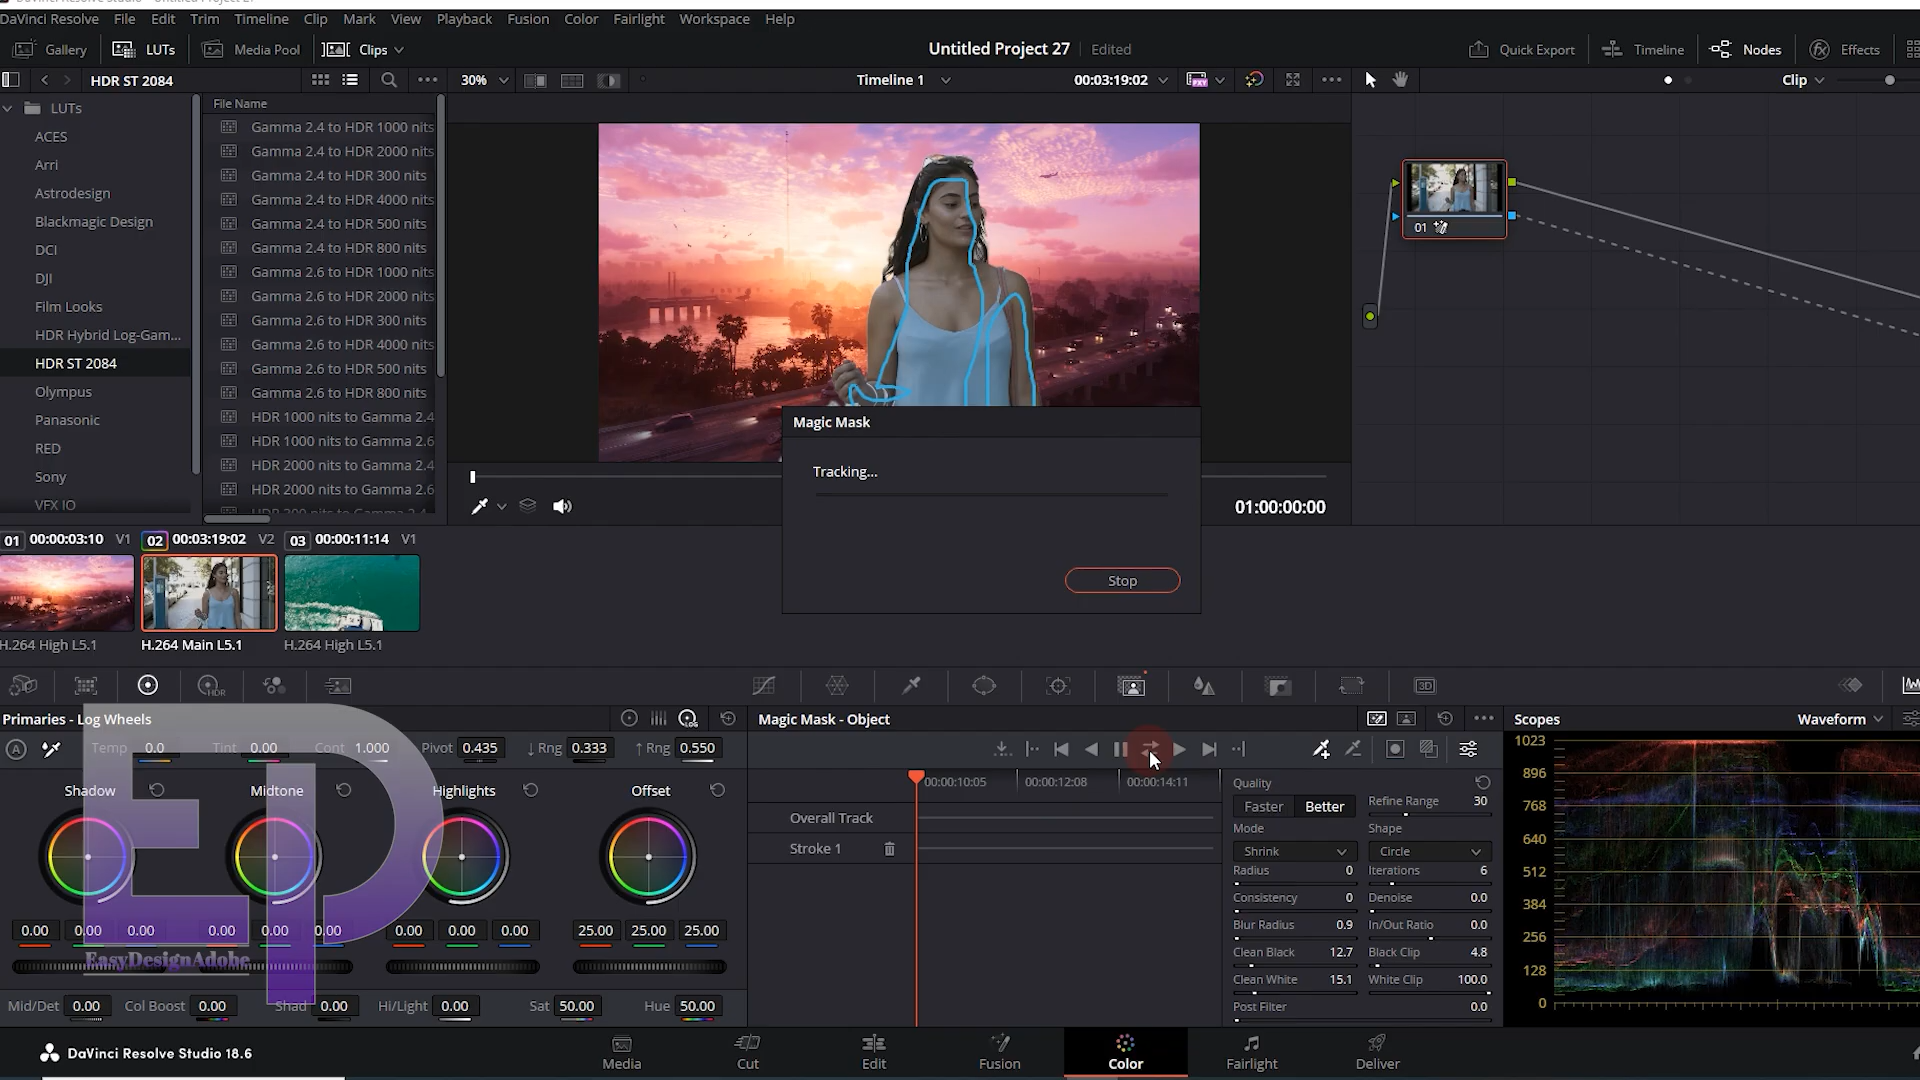 DaVinci Resolve File Edit Trim Timeline Clip Mark View Playback Fusion Color Fairlight Workspace Help
Gallery LUTs Media Pool Clips Untitled Project 27 Edited Quick Export Timeline Nodes Effects
HDR ST 2084 30% Timeline 1 00:03:19:02 Clip
LUTs
ACES
Arri
Astrodesign
Blackmagic Design
DCI
DJI
Film Looks
HDR Hybrid Log-Gam...
HDR ST 2084
Olympus
Panasonic
RED
Sony
VFX IO
File Name
Gamma 2.4 to HDR 1000 nits
Gamma 2.4 to HDR 2000 nits
Gamma 2.4 to HDR 300 nits
Gamma 2.4 to HDR 4000 nits
Gamma 2.4 to HDR 500 nits
Gamma 2.4 to HDR 800 nits
Gamma 2.6 to HDR 1000 nits
Gamma 2.6 to HDR 2000 nits
Gamma 2.6 to HDR 300 nits
Gamma 2.6 to HDR 4000 nits
Gamma 2.6 to HDR 500 nits
Gamma 2.6 to HDR 800 nits
HDR 1000 nits to Gamma 2.4
HDR 1000 nits to Gamma 2.6
HDR 2000 nits to Gamma 2.4
HDR 2000 nits to Gamma 2.6
01
Magic Mask
Tracking...
Stop
01:00:00:00
01 00:00:03:10 V1 02 00:03:19:02 V2 03 00:00:11:14 V1
H.264 High L5.1 H.264 Main L5.1 H.264 High L5.1
HDR 3D
Primaries - Log Wheels
Temp 0.0 Tint 0.00 Cont 1.000 Pivot 0.435 ↓ Rng 0.333 ↑ Rng 0.550
Shadow Midtone Highlights Offset
0.00 0.00 0.00 0.00 0.00 0.00 0.00 0.00 0.00 25.00 25.00 25.00
EP
EasyDesignAdobe
Mid/Det 0.00 Col Boost 0.00 Shad 0.00 Hi/Light 0.00 Sat 50.00 Hue 50.00
Magic Mask - Object
00:00:10:05 00:00:12:08 00:00:14:11
Overall Track
Stroke 1
Quality
Faster Better Refine Range 30
Mode Shape
Shrink Circle
Radius 0 Iterations 6
Consistency 0 Denoise 0.0
Blur Radius 0.9 In/Out Ratio 0.0
Clean Black 12.7 Black Clip 4.8
Clean White 15.1 White Clip 100.0
Post Filter 0.0
Scopes Waveform
1023
896
768
640
512
384
256
128
0
DaVinci Resolve Studio 18.6 Media Cut Edit Fusion Color Fairlight Deliver